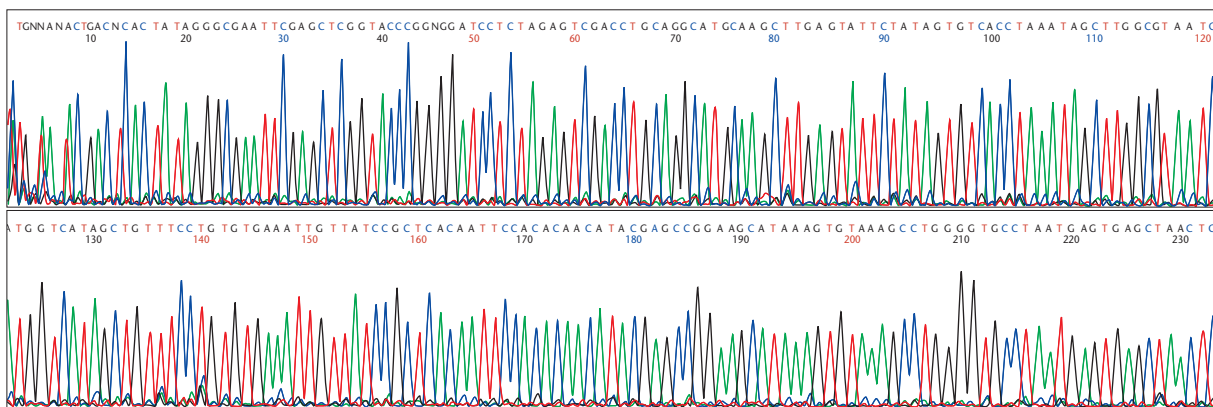 TGNNANACTGACNCACTATAGGGCGAATTCGAGCTCGGTACCCGGNGGATCCTCTAGAGTCGACCTGCAGGCATGCAAGCTTGAGTATTCTATAGTGTCACCTAAATAGCTTGGCGTAATC
10 20 30 40 50 60 70 80 90 100 110 120
ATGGTCATAGCTGTTTCCTGTGTGAAATTGTTATCCGCTCACAATTCCACACAACATACGAGCCGGAAGCATAAAGTGTAAAGCCTGGGGTGCCTAATGAGTGAGCTAACTC
130 140 150 160 170 180 190 200 210 220 230